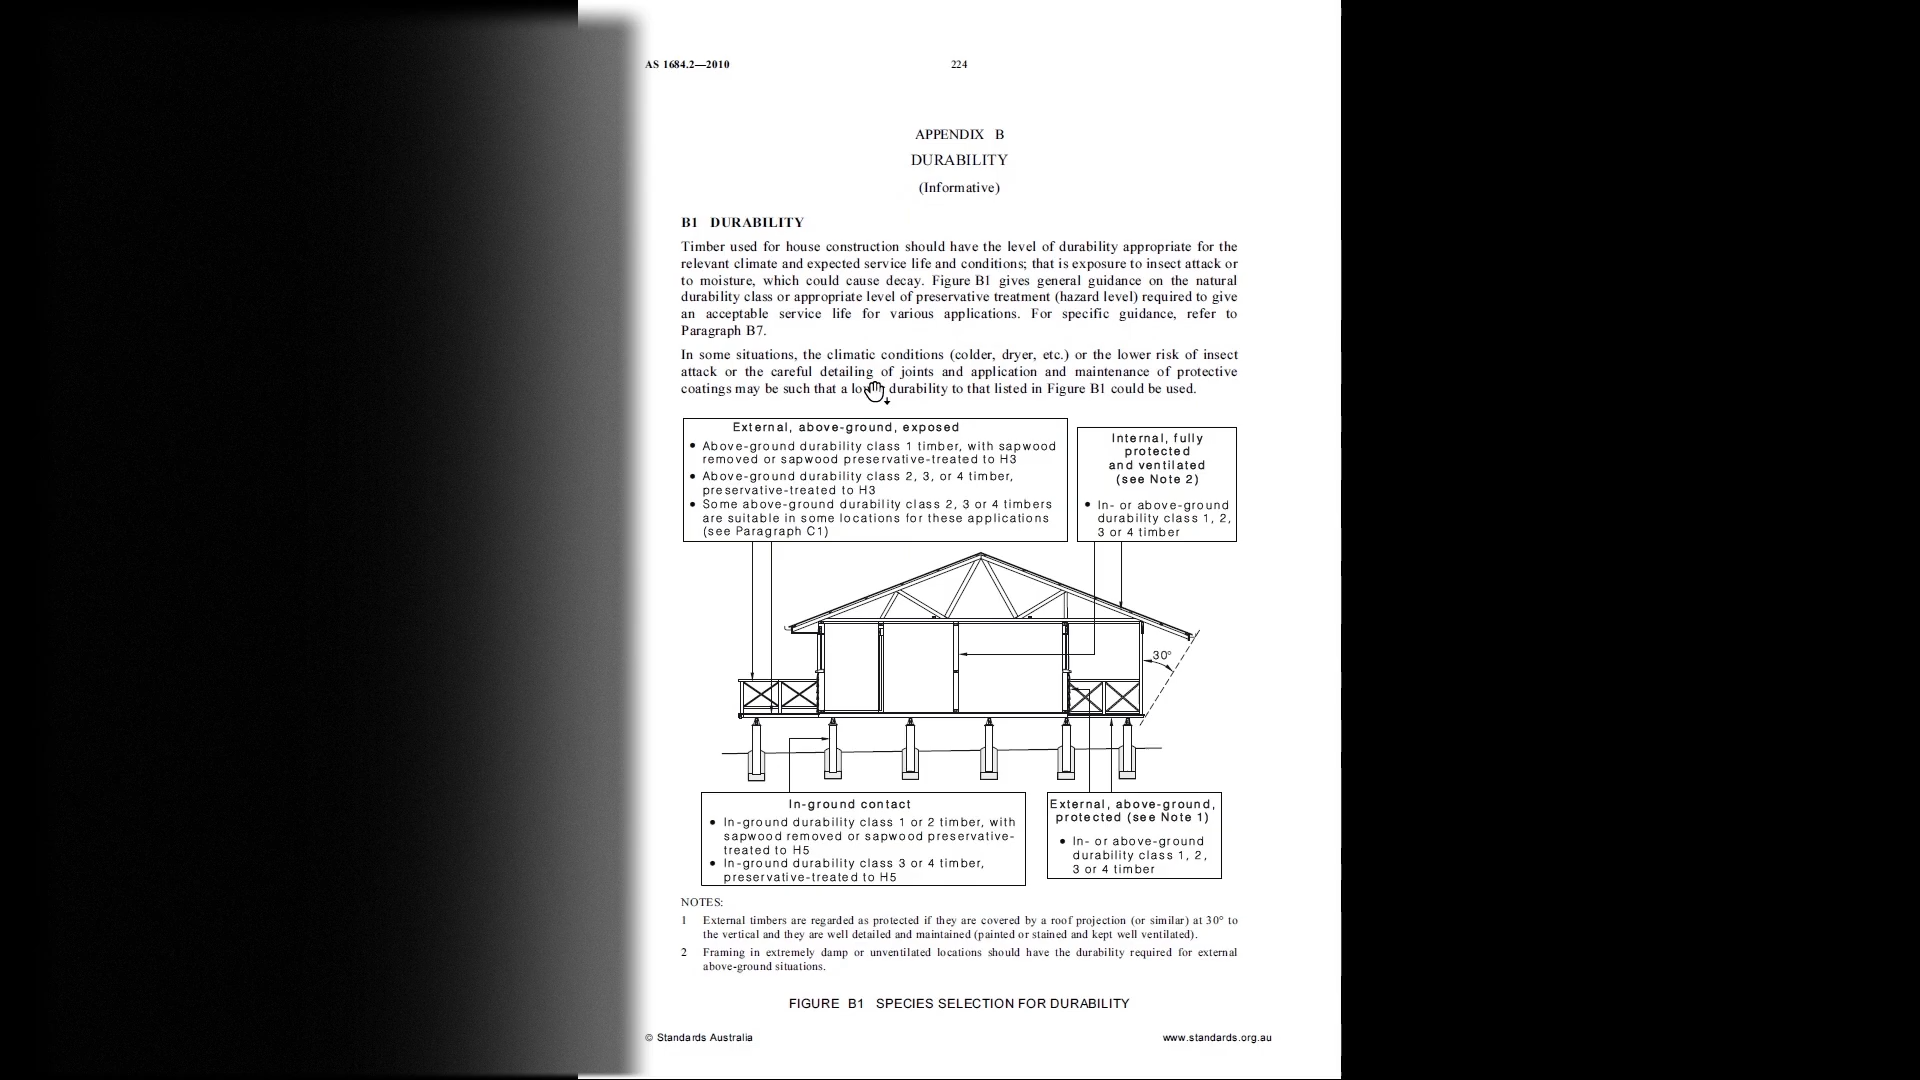 AS 1684.2—2010
224
APPENDIX B
DURABILITY
(Informative)
B1 DURABILITY
Timber used for house construction should have the level of durability appropriate for the
relevant climate and expected service life and conditions; that is exposure to insect attack or
to moisture, which could cause decay. Figure B1 gives general guidance on the natural
durability class or appropriate level of preservative treatment (hazard level) required to give
an acceptable service life for various applications. For specific guidance, refer to
Paragraph B7.
In some situations, the climatic conditions (colder, dryer, etc.) or the lower risk of insect
attack or the careful detailing of joints and application and maintenance of protective
coatings may be such that a durability to that listed in Figure B1 could be used.
External, above-ground, exposed
• Above-ground durability class 1 timber, with sapwood
removed or sapwood preservative-treated to H3
• Above-ground durability class 2, 3, or 4 timber,
preservative-treated to H3
• Some above-ground durability class 2, 3 or 4 timbers
are suitable in some locations for these applications
(see Paragraph C1)
Internal, fully
protected
and ventilated
(see Note 2)
• In- or above-ground
durability class 1, 2,
3 or 4 timber
30°
In-ground contact
• In-ground durability class 1 or 2 timber, with
sapwood removed or sapwood preservative-
treated to H5
• In-ground durability class 3 or 4 timber,
preservative-treated to H5
External, above-ground,
protected (see Note 1)
• In- or above-ground
durability class 1, 2,
3 or 4 timber
NOTES:
1 External timbers are regarded as protected if they are covered by a roof projection (or similar) at 30° to
the vertical and they are well detailed and maintained (painted or stained and kept well ventilated).
2 Framing in extremely damp or unventilated locations should have the durability required for external
above-ground situations.
FIGURE B1 SPECIES SELECTION FOR DURABILITY
© Standards Australia
www.standards.org.au